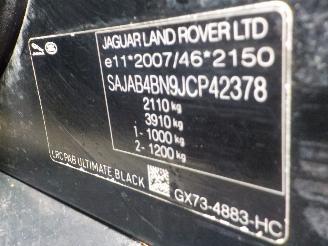 JAGUAR LAND ROVER LTD
e11*2007/46*2150
SAJAB4BN9JCP42378
2110 kg
3910 kg
1- 1000 kg
2- 1200 kg
LRC PAB ULTIMATE BLACK
GX73-4883-HC